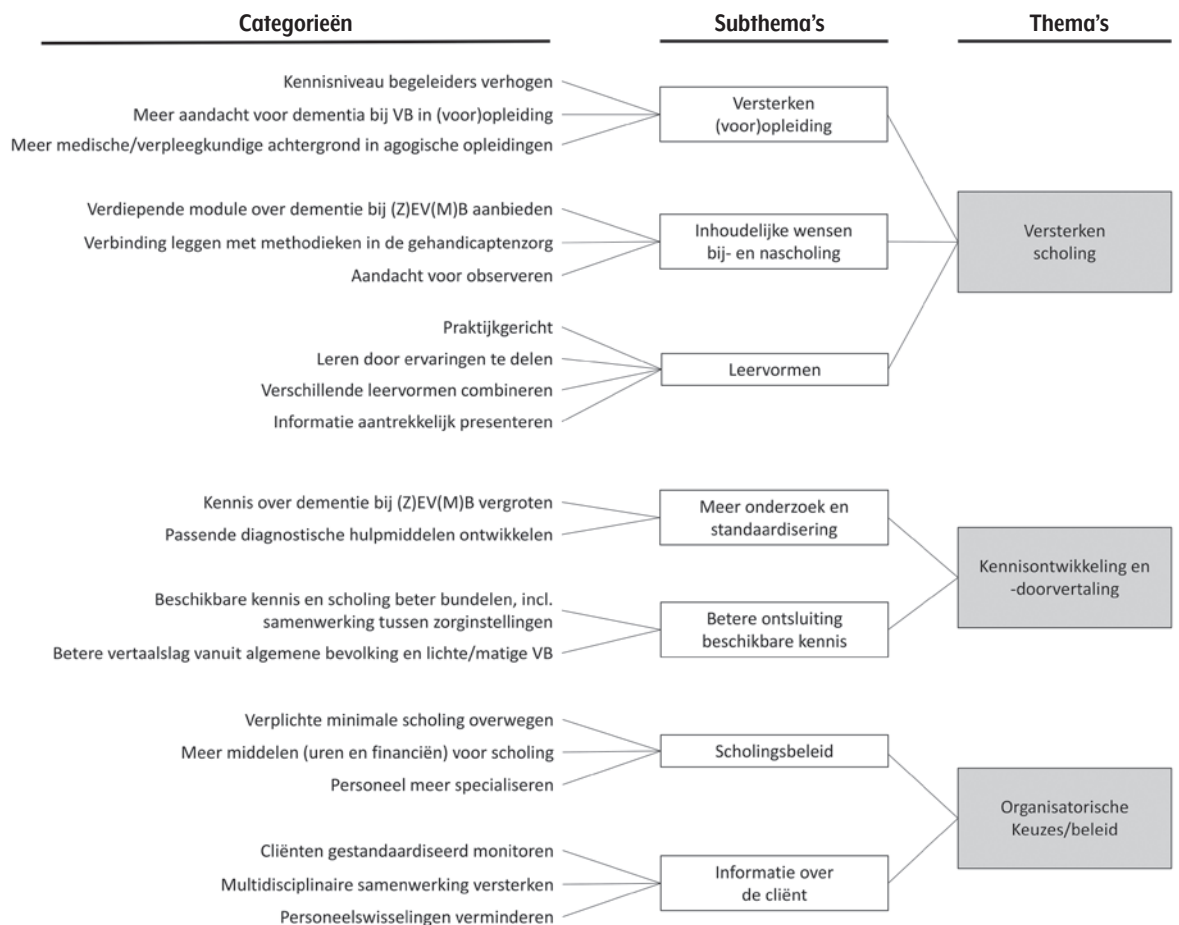 Categorieën
Subthema's
Thema's
Kennisniveau begeleiders verhogen
Meer aandacht voor dementia bij VB in (voor)opleiding
Meer medische/verpleegkundige achtergrond in agogische opleidingen
Versterken
(voor)opleiding
Verdiepende module over dementie bij (Z)EV(M)B aanbieden
Verbinding leggen met methodieken in de gehandicaptenzorg
Aandacht voor observeren
Inhoudelijke wensen
bij- en nascholing
Versterken
scholing
Praktijkgericht
Leren door ervaringen te delen
Verschillende leervormen combineren
Informatie aantrekkelijk presenteren
Leervormen
Kennis over dementie bij (Z)EV(M)B vergroten
Passende diagnostische hulpmiddelen ontwikkelen
Meer onderzoek en
standaardisering
Beschikbare kennis en scholing beter bundelen, incl.
samenwerking tussen zorginstellingen
Betere vertaalslag vanuit algemene bevolking en lichte/matige VB
Betere ontsluiting
beschikbare kennis
Kennisontwikkeling en
-doorvertaling
Verplichte minimale scholing overwegen
Meer middelen (uren en financiën) voor scholing
Personeel meer specialiseren
Scholingsbeleid
Cliënten gestandaardiseerd monitoren
Multidisciplinaire samenwerking versterken
Personeelswisselingen verminderen
Informatie over
de cliënt
Organisatorische
Keuzes/beleid